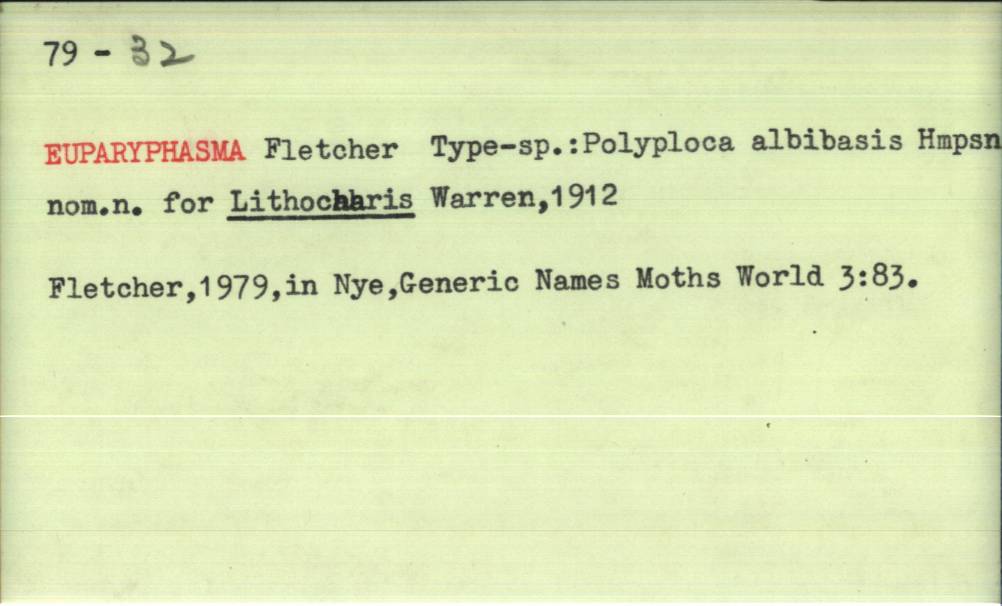 79 - 32
EUPARYPHASMA Fletcher Type-sp.:Polyploca albibasis Hmpsn
nom.n. for Lithocharis Warren,1912
Fletcher,1979,in Nye,Generic Names Moths World 3:83.